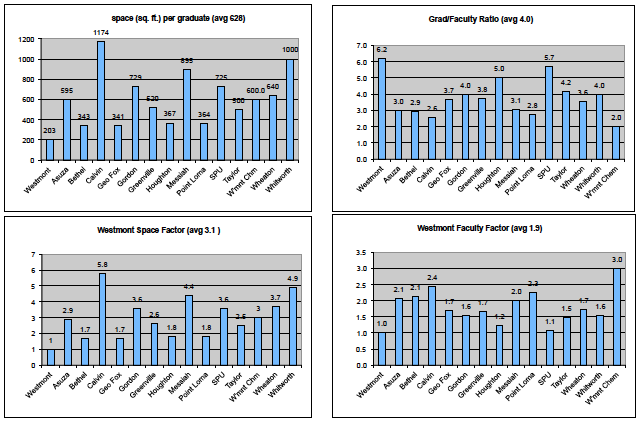 space (sq. ft.) per graduate (avg 628)
1200
1000
800
600
400
200
0
203
595
343
1174
341
729
520
367
895
364
725
500
600.0
640
1000
Westmont
Asuza
Bethel
Calvin
Geo Fox
Gordon
Greenville
Houghton
Messiah
Point Loma
SPU
Taylor
W'mnt Chm
Wheaton
Whitworth
Grad/Faculty Ratio (avg 4.0)
7.0
6.0
5.0
4.0
3.0
2.0
1.0
0.0
6.2
3.0
2.9
2.6
3.7
4.0
3.8
5.0
3.1
2.8
5.7
4.2
3.6
4.0
2.0
Westmont
Asuza
Bethel
Calvin
Geo Fox
Gordon
Greenville
Houghton
Messiah
Point Loma
SPU
Taylor
Wheaton
Whitworth
W'mnt Chem
Westmont Space Factor (avg 3.1 )
7
6
5
4
3
2
1
0
1
2.9
1.7
5.8
1.7
3.6
2.6
1.8
4.4
1.8
3.6
2.5
3
3.7
4.9
Westmont
Asuza
Bethel
Calvin
Geo Fox
Gordon
Greenville
Houghton
Messiah
Point Loma
SPU
Taylor
W'mnt Chm
Wheaton
Whitworth
Westmont Faculty Factor (avg 1.9)
3.5
3.0
2.5
2.0
1.5
1.0
0.5
0.0
1.0
2.1
2.1
2.4
1.7
1.6
1.7
1.2
2.0
2.3
1.1
1.5
1.7
1.6
3.0
Westmont
Asuza
Bethel
Calvin
Geo Fox
Gordon
Greenville
Houghton
Messiah
Point Loma
SPU
Taylor
Wheaton
Whitworth
W'mnt Chem